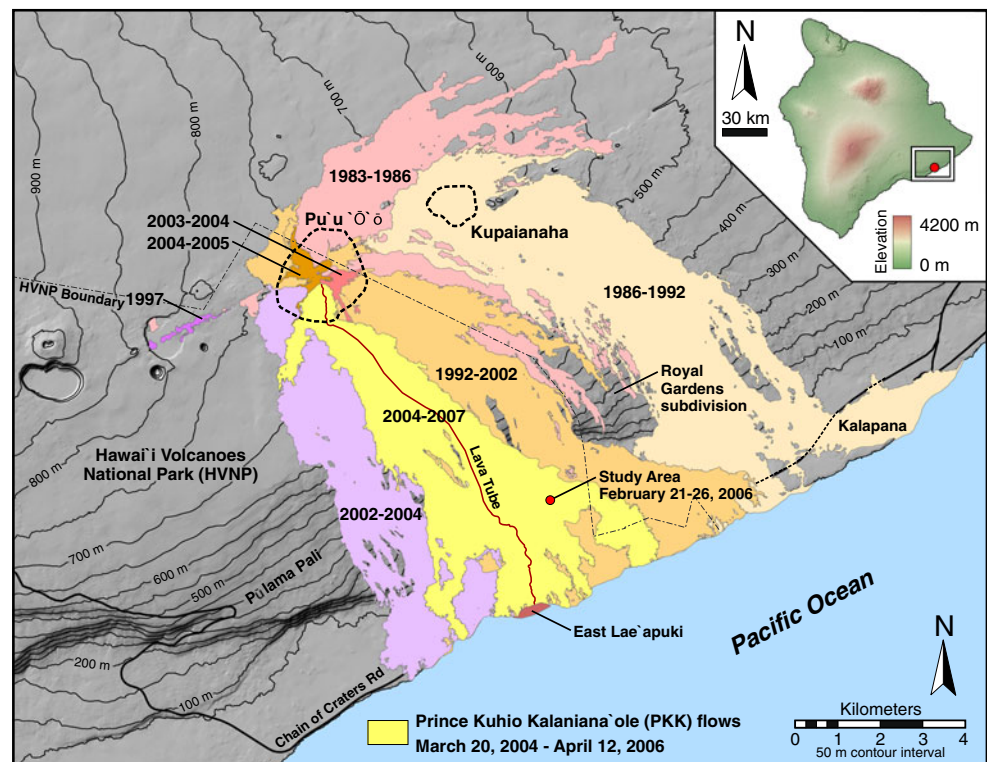 N
30 km
Elevation
4200 m
0 m
600 m
700 m
800 m
900 m
1983-1986
500 m
400 m
300 m
200 m
100 m
2003-2004
2004-2005
Pu`u `Ō`ō
Kupaianaha
HVNP Boundary
1997
1986-1992
1992-2002
Royal
Gardens
subdivision
2004-2007
Kalapana
Hawai`i Volcanoes
National Park (HVNP)
800 m
Lava Tube
Study Area
February 21-26, 2006
2002-2004
700 m
600 m
500 m
Pūlama Pali
200 m
100 m
East Lae`apuki
Pacific Ocean
Chain of Craters Rd
N
Prince Kuhio Kalaniana`ole (PKK) flows
March 20, 2004 - April 12, 2006
Kilometers
0 1 2 3 4
50 m contour interval